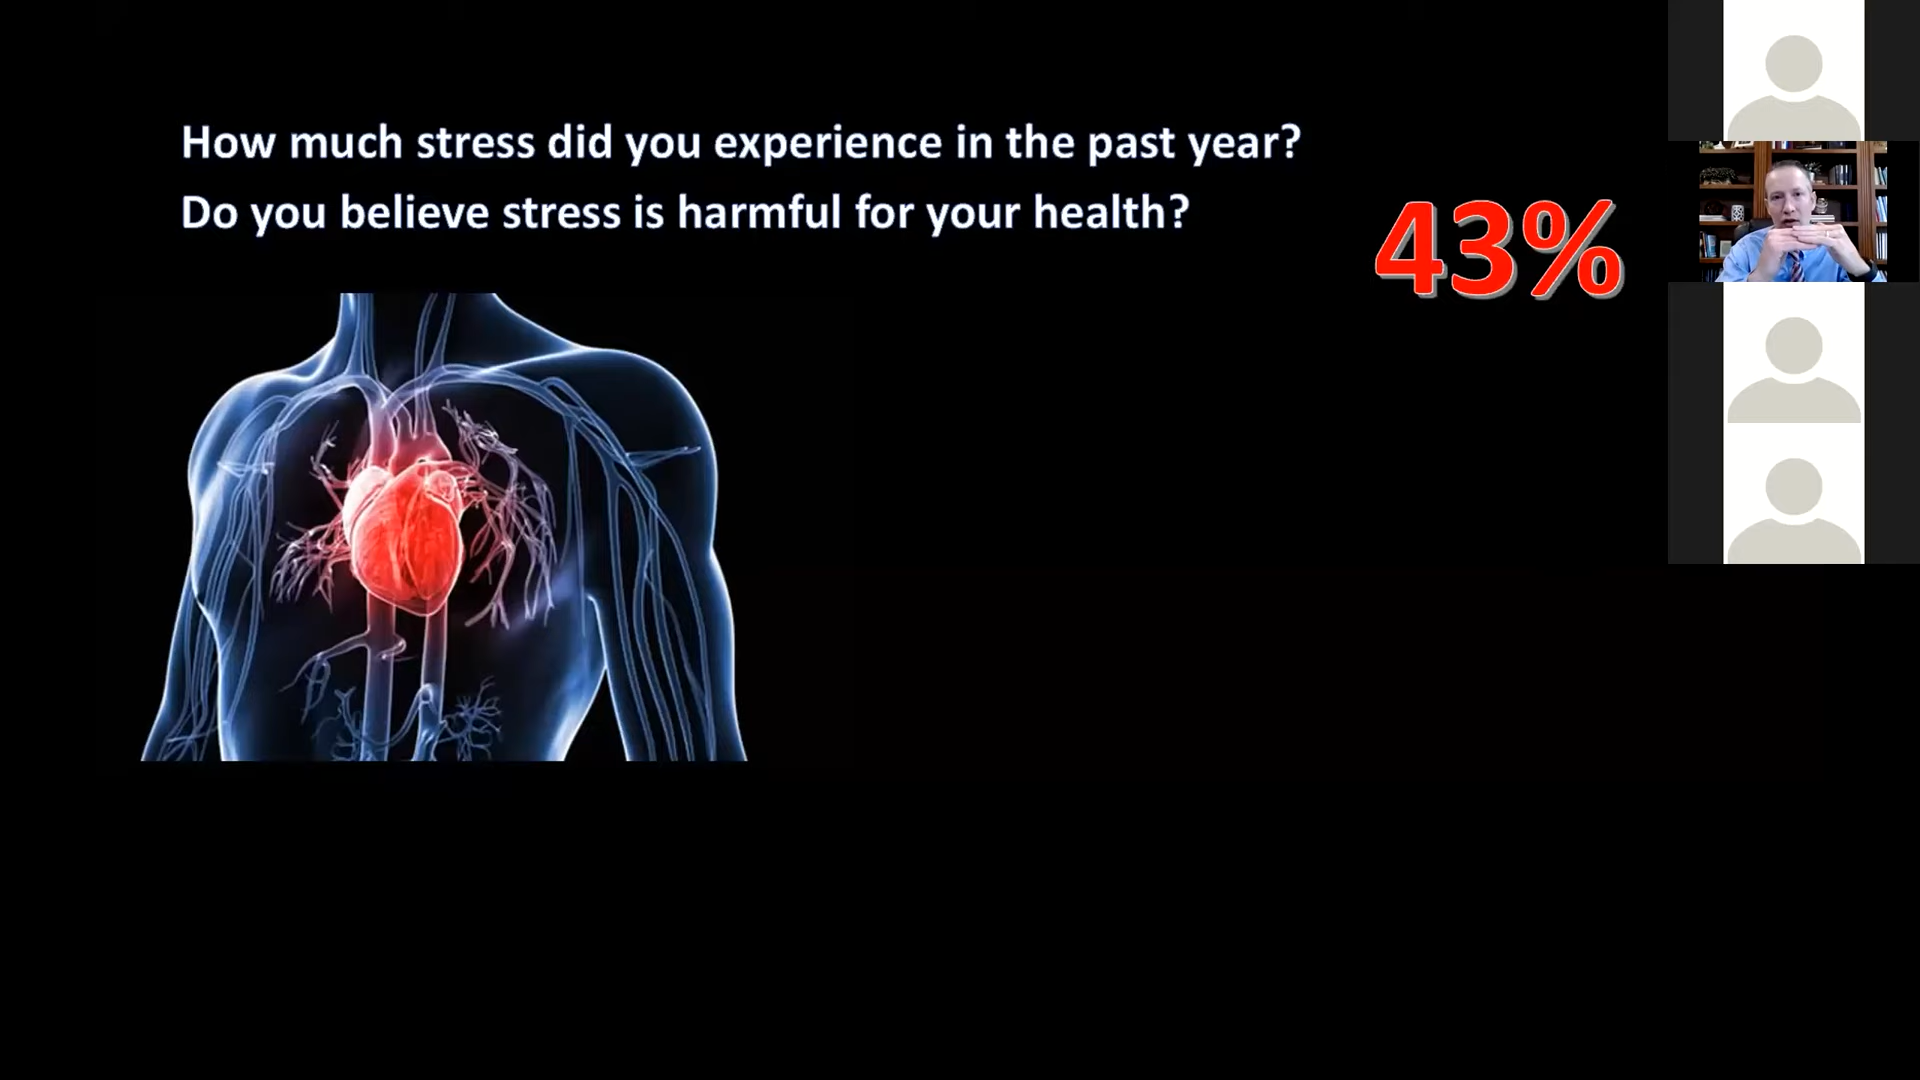 How much stress did you experience in the past year?
Do you believe stress is harmful for your health?
43%